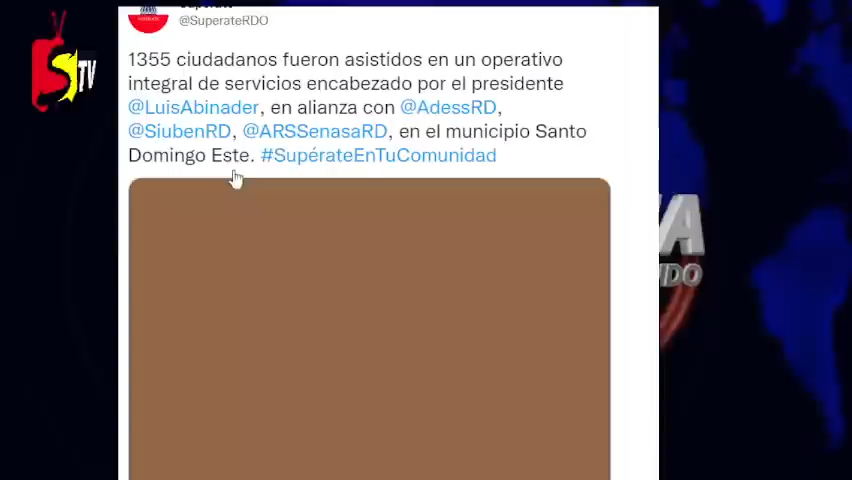 @SuperateRDO
1355 ciudadanos fueron asistidos en un operativo
integral de servicios encabezado por el presidente
@LuisAbinader, en alianza con @AdessRD,
@SiubenRD, @ARSSenasaRD, en el municipio Santo
Domingo Este. #SupérateEnTuComunidad
STV